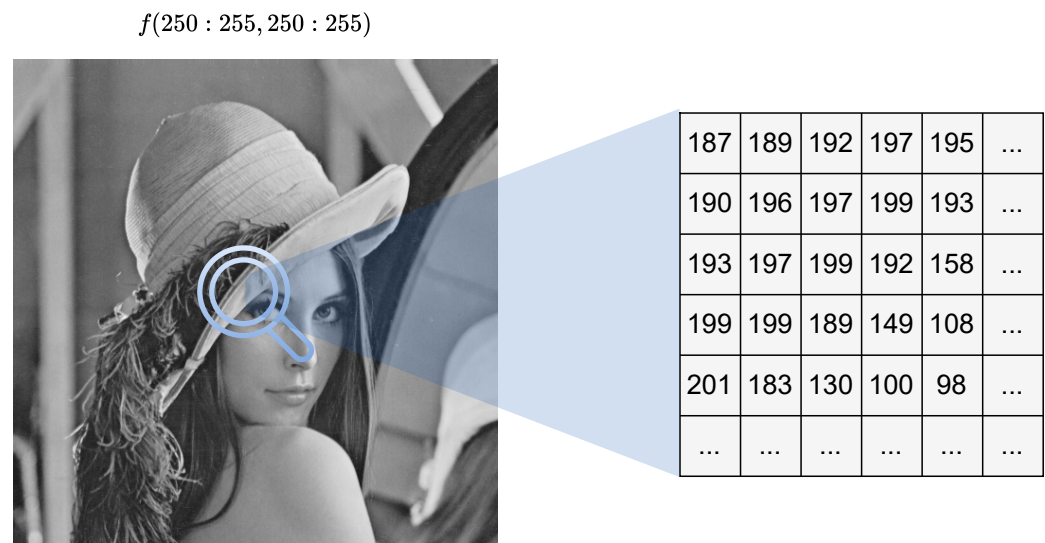 f(250 : 255, 250 : 255)
187 189 192 197 195 ...
190 196 197 199 193 ...
193 197 199 192 158 ...
199 199 189 149 108 ...
201 183 130 100 98 ...
... ... ... ... ... ...